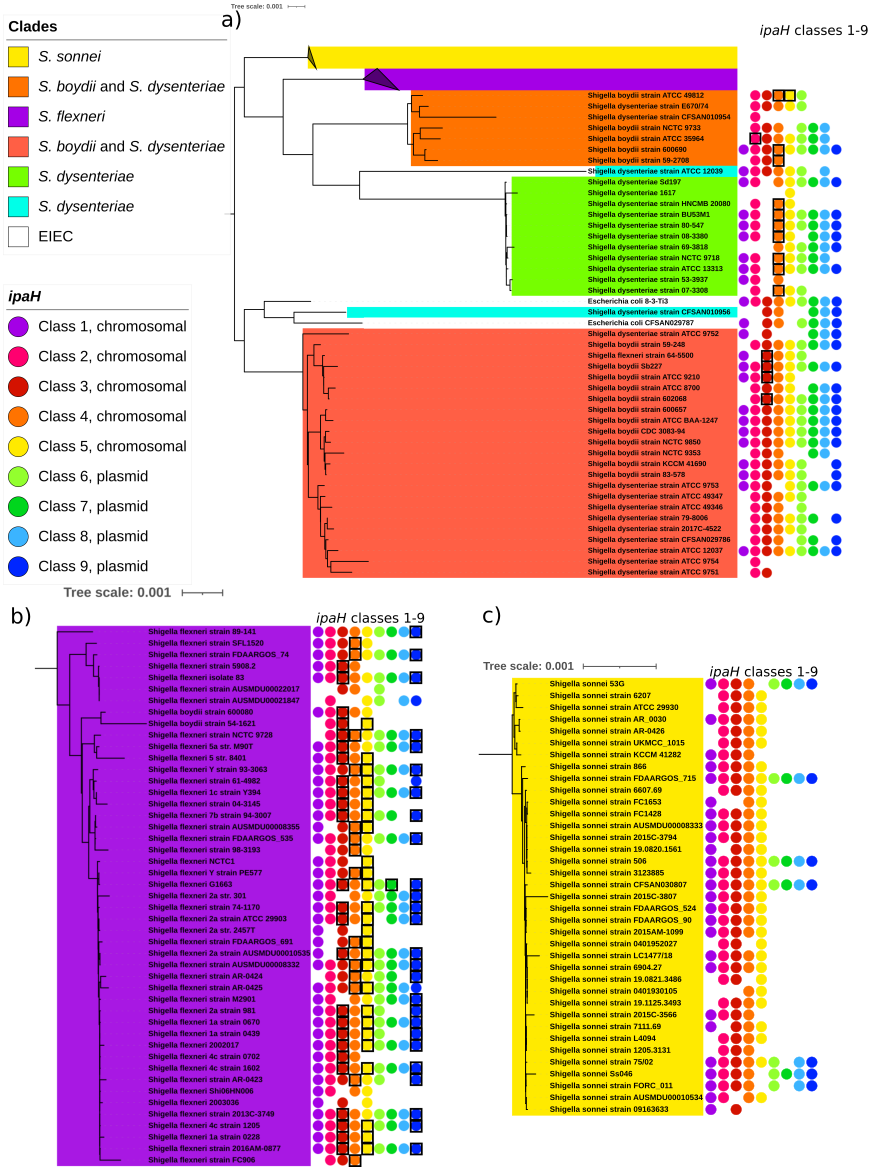 Tree scale: 0.001
a)
Clades
S. sonnei
S. boydii and S. dysenteriae
S. flexneri
S. boydii and S. dysenteriae
S. dysenteriae
S. dysenteriae
EIEC
ipaH
Class 1, chromosomal
Class 2, chromosomal
Class 3, chromosomal
Class 4, chromosomal
Class 5, chromosomal
Class 6, plasmid
Class 7, plasmid
Class 8, plasmid
Class 9, plasmid
ipaH classes 1-9
Shigella boydii strain ATCC 49812
Shigella dysenteriae strain E670/74
Shigella dysenteriae strain CFSAN010954
Shigella boydii strain NCTC 9733
Shigella boydii strain ATCC 35964
Shigella boydii strain 600690
Shigella boydii strain 59-2708
Shigella dysenteriae strain ATCC 12039
Shigella dysenteriae Sd197
Shigella dysenteriae 1617
Shigella dysenteriae strain HNCMB 20080
Shigella dysenteriae strain BU53M1
Shigella dysenteriae strain 80-547
Shigella dysenteriae strain 08-3380
Shigella dysenteriae strain 69-3818
Shigella dysenteriae strain NCTC 9718
Shigella dysenteriae strain ATCC 13313
Shigella dysenteriae strain 53-3937
Shigella dysenteriae strain 07-3308
Escherichia coli 8-3-Ti3
Shigella dysenteriae strain CFSAN010956
Escherichia coli CFSAN029787
Shigella dysenteriae strain ATCC 9752
Shigella boydii strain 59-248
Shigella flexneri strain 64-5500
Shigella boydii Sb227
Shigella boydii strain ATCC 9210
Shigella boydii strain ATCC 8700
Shigella boydii strain 602068
Shigella boydii strain 600657
Shigella boydii strain ATCC BAA-1247
Shigella boydii CDC 3083-94
Shigella boydii strain NCTC 9850
Shigella boydii strain NCTC 9353
Shigella boydii strain KCCM 41690
Shigella boydii strain 83-578
Shigella dysenteriae strain ATCC 9753
Shigella dysenteriae strain ATCC 49347
Shigella dysenteriae strain ATCC 49346
Shigella dysenteriae strain 79-8006
Shigella dysenteriae strain 2017C-4522
Shigella dysenteriae strain CFSAN029786
Shigella dysenteriae strain ATCC 12037
Shigella dysenteriae strain ATCC 9754
Shigella dysenteriae strain ATCC 9751
Tree scale: 0.001
b)
ipaH classes 1-9
Shigella flexneri strain 89-141
Shigella flexneri strain SFL1520
Shigella flexneri strain FDAARGOS_74
Shigella flexneri strain 5908.2
Shigella flexneri isolate 83
Shigella flexneri strain AUSMDU00022017
Shigella flexneri strain AUSMDU00021847
Shigella boydii strain 600080
Shigella boydii strain 54-1621
Shigella flexneri strain NCTC 9728
Shigella flexneri 5a str. M90T
Shigella flexneri 5 str. 8401
Shigella flexneri Y strain 93-3063
Shigella flexneri strain 61-4982
Shigella flexneri 1c strain Y394
Shigella flexneri strain 04-3145
Shigella flexneri 7b strain 94-3007
Shigella flexneri strain AUSMDU00008355
Shigella flexneri strain FDAARGOS_535
Shigella flexneri strain 98-3193
Shigella flexneri NCTC1
Shigella flexneri Y strain PE577
Shigella flexneri G1663
Shigella flexneri 2a str. 301
Shigella flexneri strain 74-1170
Shigella flexneri 2a strain ATCC 29903
Shigella flexneri 2a str. 2457T
Shigella flexneri strain FDAARGOS_691
Shigella flexneri 2a strain AUSMDU00010535
Shigella flexneri strain AUSMDU00008332
Shigella flexneri strain AR-0424
Shigella flexneri strain AR-0425
Shigella flexneri strain M2901
Shigella flexneri 2a strain 981
Shigella flexneri 1a strain 0670
Shigella flexneri 1a strain 0439
Shigella flexneri 2002017
Shigella flexneri 4c strain 0702
Shigella flexneri 4c strain 1602
Shigella flexneri strain AR-0423
Shigella flexneri Shi06HN006
Shigella flexneri 2003036
Shigella flexneri strain 2013C-3749
Shigella flexneri 4c strain 1205
Shigella flexneri 1a strain 0228
Shigella flexneri strain 2016AM-0877
Shigella flexneri strain FC906
c)
Tree scale: 0.001
ipaH classes 1-9
Shigella sonnei 53G
Shigella sonnei strain 6207
Shigella sonnei strain ATCC 29930
Shigella sonnei strain AR_0030
Shigella sonnei strain AR-0426
Shigella sonnei strain UKMCC_1015
Shigella sonnei strain KCCM 41282
Shigella sonnei strain 866
Shigella sonnei strain FDAARGOS_715
Shigella sonnei strain 6607.69
Shigella sonnei strain FC1653
Shigella sonnei strain FC1428
Shigella sonnei strain AUSMDU00008333
Shigella sonnei strain 2015C-3794
Shigella sonnei strain 19.0820.1561
Shigella sonnei strain 506
Shigella sonnei strain 3123885
Shigella sonnei strain CFSAN030807
Shigella sonnei strain 2015C-3807
Shigella sonnei strain FDAARGOS_524
Shigella sonnei strain FDAARGOS_90
Shigella sonnei strain 2015AM-1099
Shigella sonnei strain 0401952027
Shigella sonnei strain LC1477/18
Shigella sonnei strain 6904.27
Shigella sonnei strain 19.0821.3486
Shigella sonnei strain 0401930105
Shigella sonnei strain 19.1125.3493
Shigella sonnei strain 2015C-3566
Shigella sonnei strain 7111.69
Shigella sonnei strain L4094
Shigella sonnei strain 1205.3131
Shigella sonnei strain 75/02
Shigella sonnei Ss046
Shigella sonnei strain FORC_011
Shigella sonnei strain AUSMDU00010534
Shigella sonnei strain 09163633